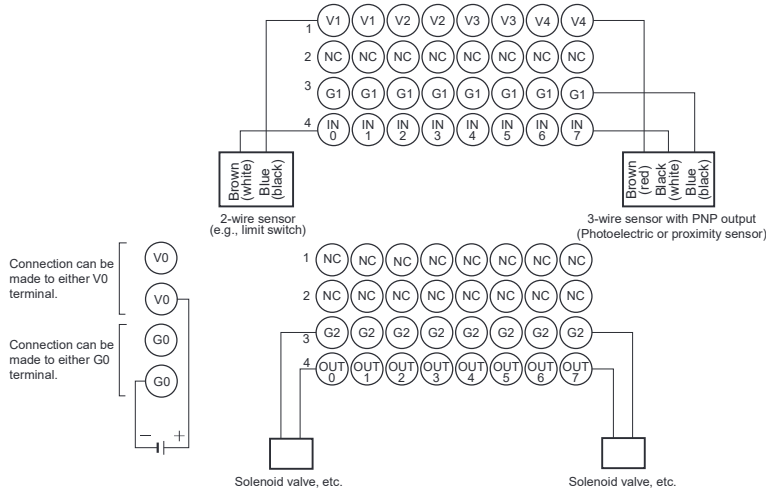 1 V1 V1 V2 V2 V3 V3 V4 V4
2 NC NC NC NC NC NC NC NC
3 G1 G1 G1 G1 G1 G1 G1 G1
4 IN 0 IN 1 IN 2 IN 3 IN 4 IN 5 IN 6 IN 7
Brown
(white)
Blue
(black)
2-wire sensor
(e.g., limit switch)
Brown
(red)
Black
(white)
Blue
(black)
3-wire sensor with PNP output
(Photoelectric or proximity sensor)
Connection can be
made to either V0
terminal.
V0
V0
Connection can be
made to either G0
terminal.
G0
G0
− +
1 NC NC NC NC NC NC NC NC
2 NC NC NC NC NC NC NC NC
3 G2 G2 G2 G2 G2 G2 G2 G2
4 OUT 0 OUT 1 OUT 2 OUT 3 OUT 4 OUT 5 OUT 6 OUT 7
Solenoid valve, etc.
Solenoid valve, etc.